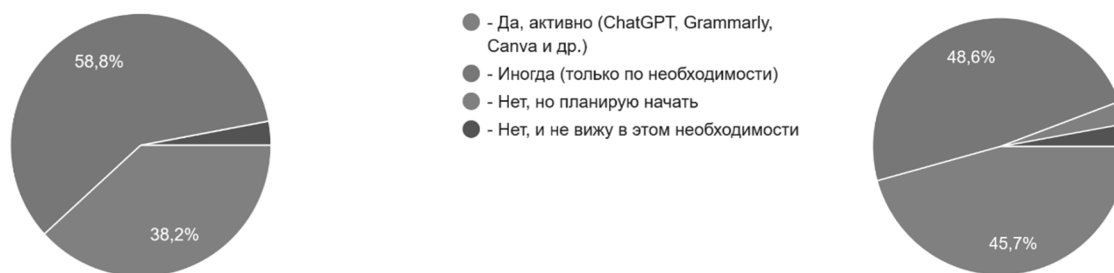 58,8%
38,2%
- Да, активно (ChatGPT, Grammarly,
Canva и др.)
- Иногда (только по необходимости)
- Нет, но планирую начать
- Нет, и не вижу в этом необходимости
48,6%
45,7%